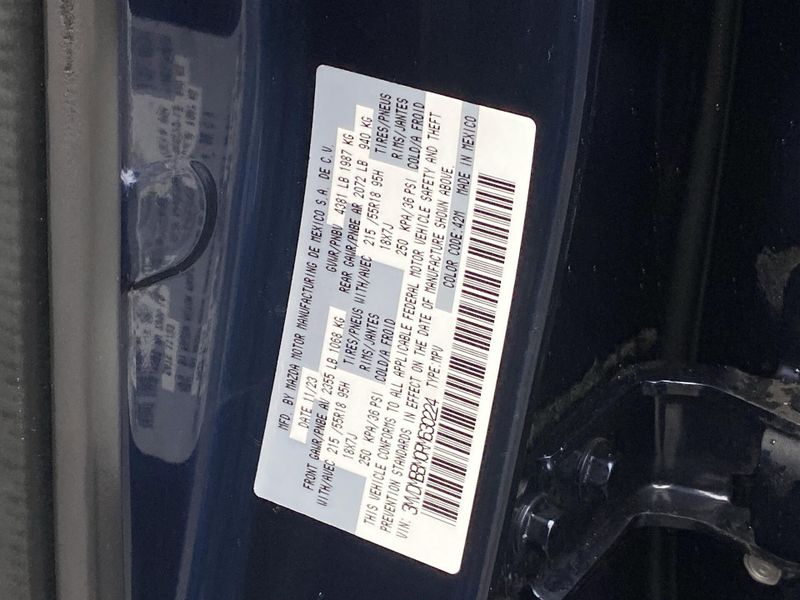 MFD. BY MAZDA MOTOR MANUFACTURING DE MEXICO S.A. DE C.V.
DATE 11/23 GVWR/PNBV 4381 LB 1987 KG
FRONT GAWR/PNBE AV 2355 LB 1068 KG REAR GAWR/PNBE AR 2072 LB 940 KG
WITH/AVEC 215 /55R18 95H TIRES/PNEUS WITH/AVEC 215 /55R18 95H TIRES/PNEUS
18X7J RIMS/JANTES 18X7J RIMS/JANTES
250 KPA/36 PSI COLD/A FROID 250 KPA/36 PSI COLD/A FROID
THIS VEHICLE CONFORMS TO ALL APPLICABLE FEDERAL MOTOR VEHICLE SAFETY AND THEFT
PREVENTION STANDARDS IN EFFECT ON THE DATE OF MANUFACTURE SHOWN ABOVE.
VIN: TYPE:MPV COLOR CODE:42M MADE IN MEXICO